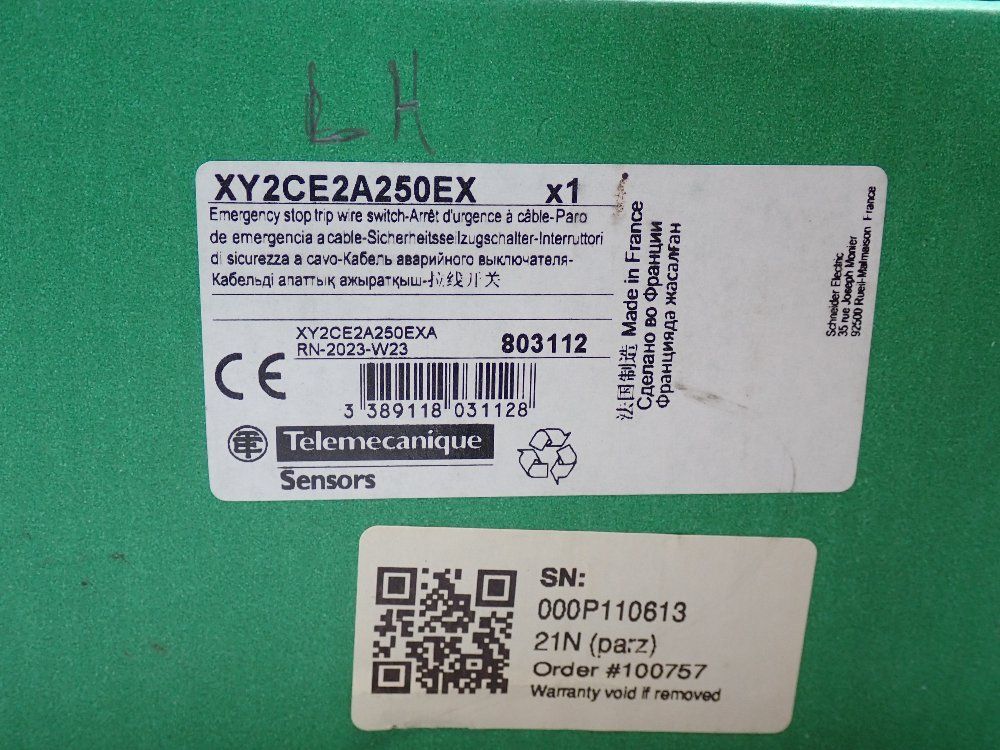 LH
XY2CE2A250EX x1
Emergency stop trip wire switch-Arrêt d'urgence à câble-Paro
de emergencia a cable-Sicherheitsseilzugschalter-Interruttori
di sicurezza a cavo-Кабель аварийного выключателя-
Кабельді апаттық ажыратқыш-拉线开关
XY2CE2A250EXA
RN-2023-W23
803112
CE
3 389118 031128
Telemecanique
Sensors
法国制造 Made in France
Сделано во Франции
Францияда жасалған
Schneider Electric
35 rue Joseph Monier
92500 Rueil-Malmaison France
SN:
000P110613
21N (parz)
Order #100757
Warranty void if removed